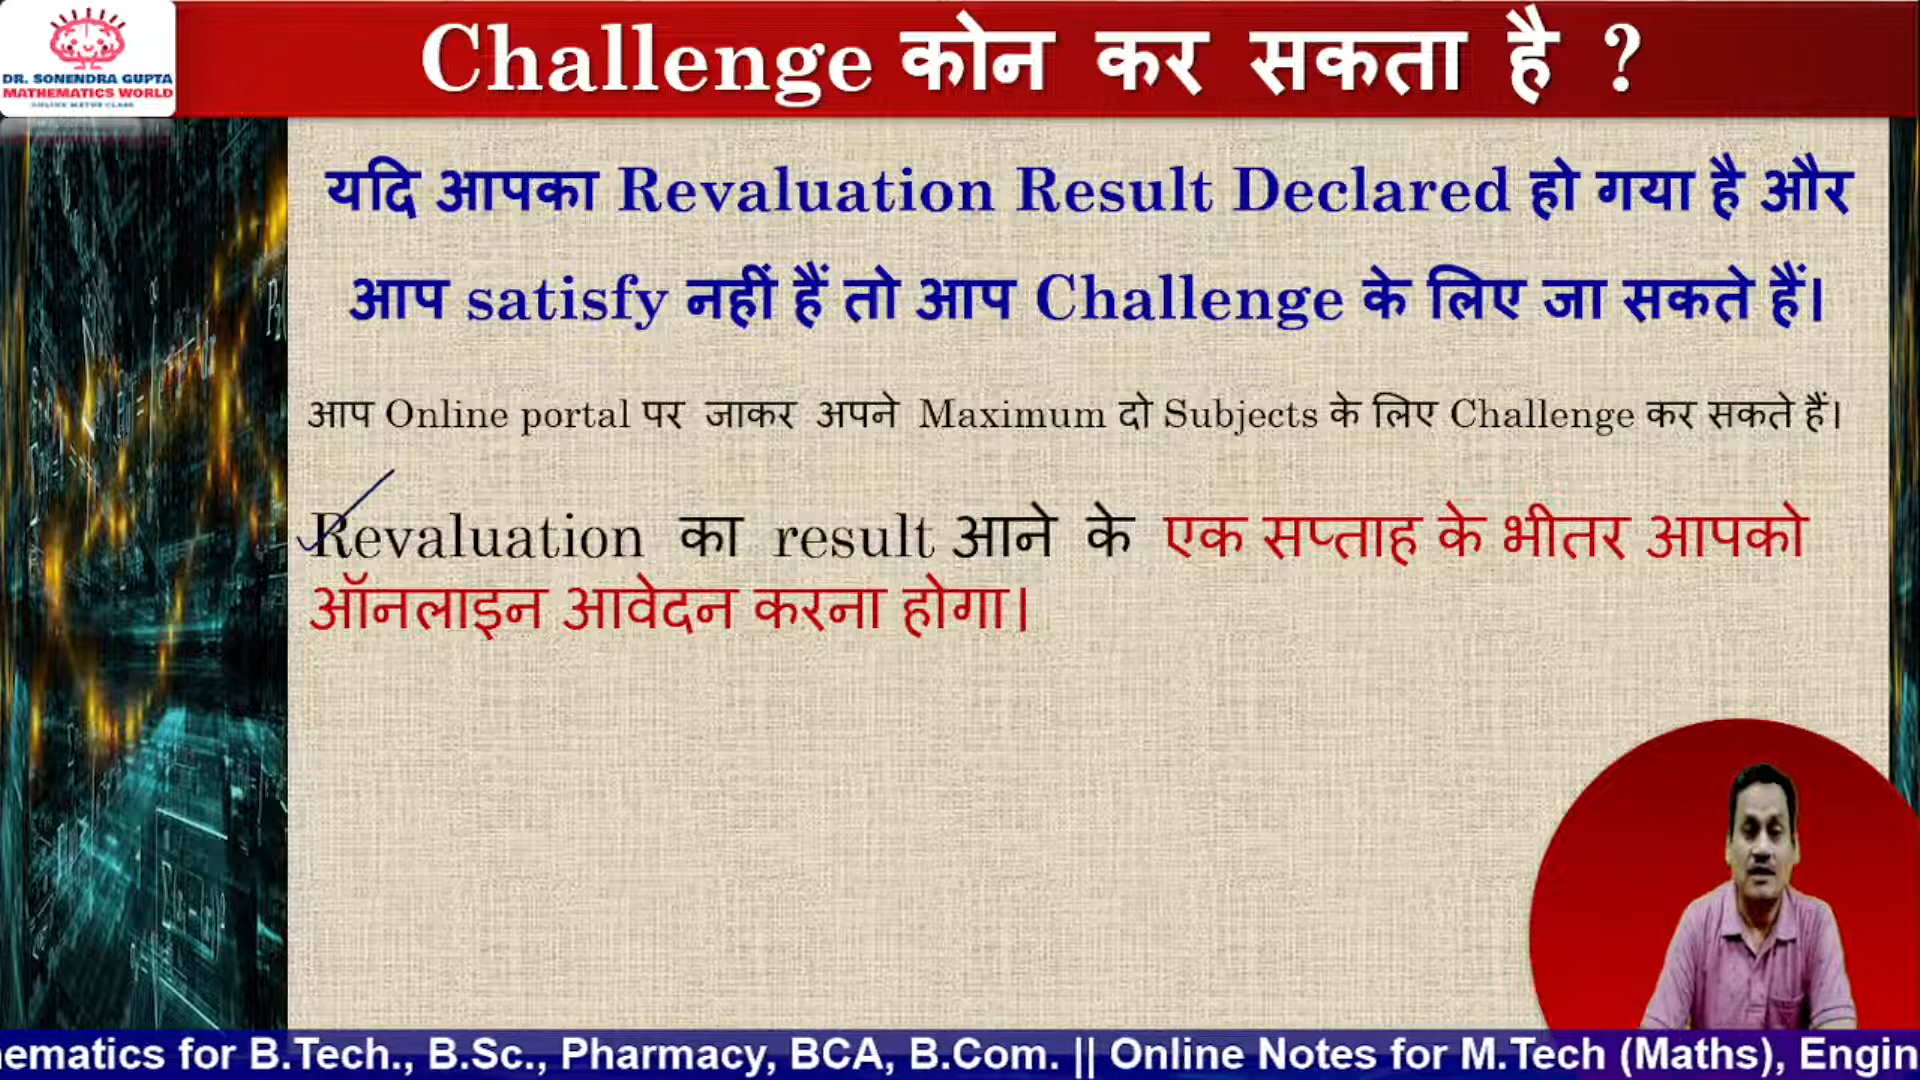 DR. SONENDRA GUPTA
MATHEMATICS WORLD
ONLINE MATHS CLASS
Challenge कोन कर सकता है ?
यदि आपका Revaluation Result Declared हो गया है और
आप satisfy नहीं हैं तो आप Challenge के लिए जा सकते हैं।
आप Online portal पर जाकर अपने Maximum दो Subjects के लिए Challenge कर सकते हैं।
Revaluation का result आने के एक सप्ताह के भीतर आपको
ऑनलाइन आवेदन करना होगा।
ematics for B.Tech., B.Sc., Pharmacy, BCA, B.Com. || Online Notes for M.Tech (Maths), Engin